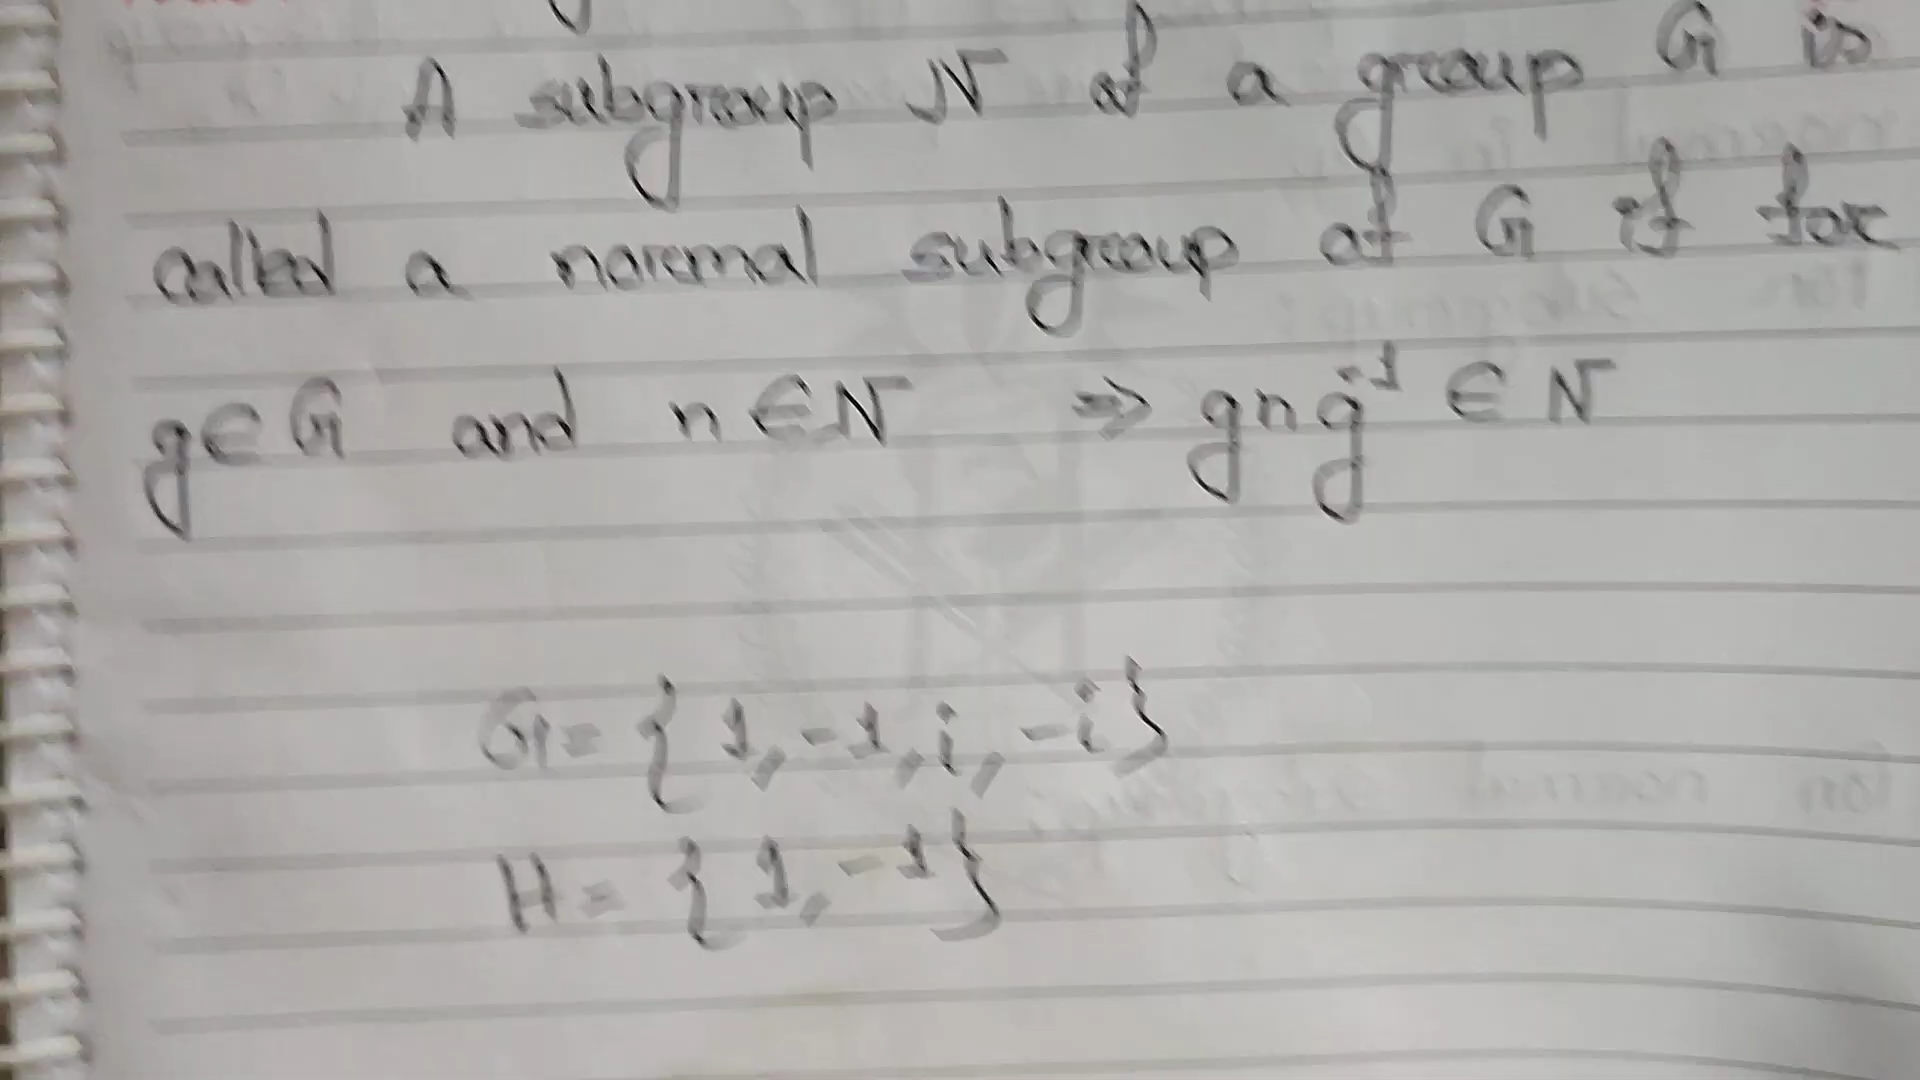 A subgroup N of a group G is
called a normal subgroup of G if for
g∈G and n∈N ⇒ gng⁻¹ ∈ N
G = {1, -1, i, -i}
H = {1, -1}